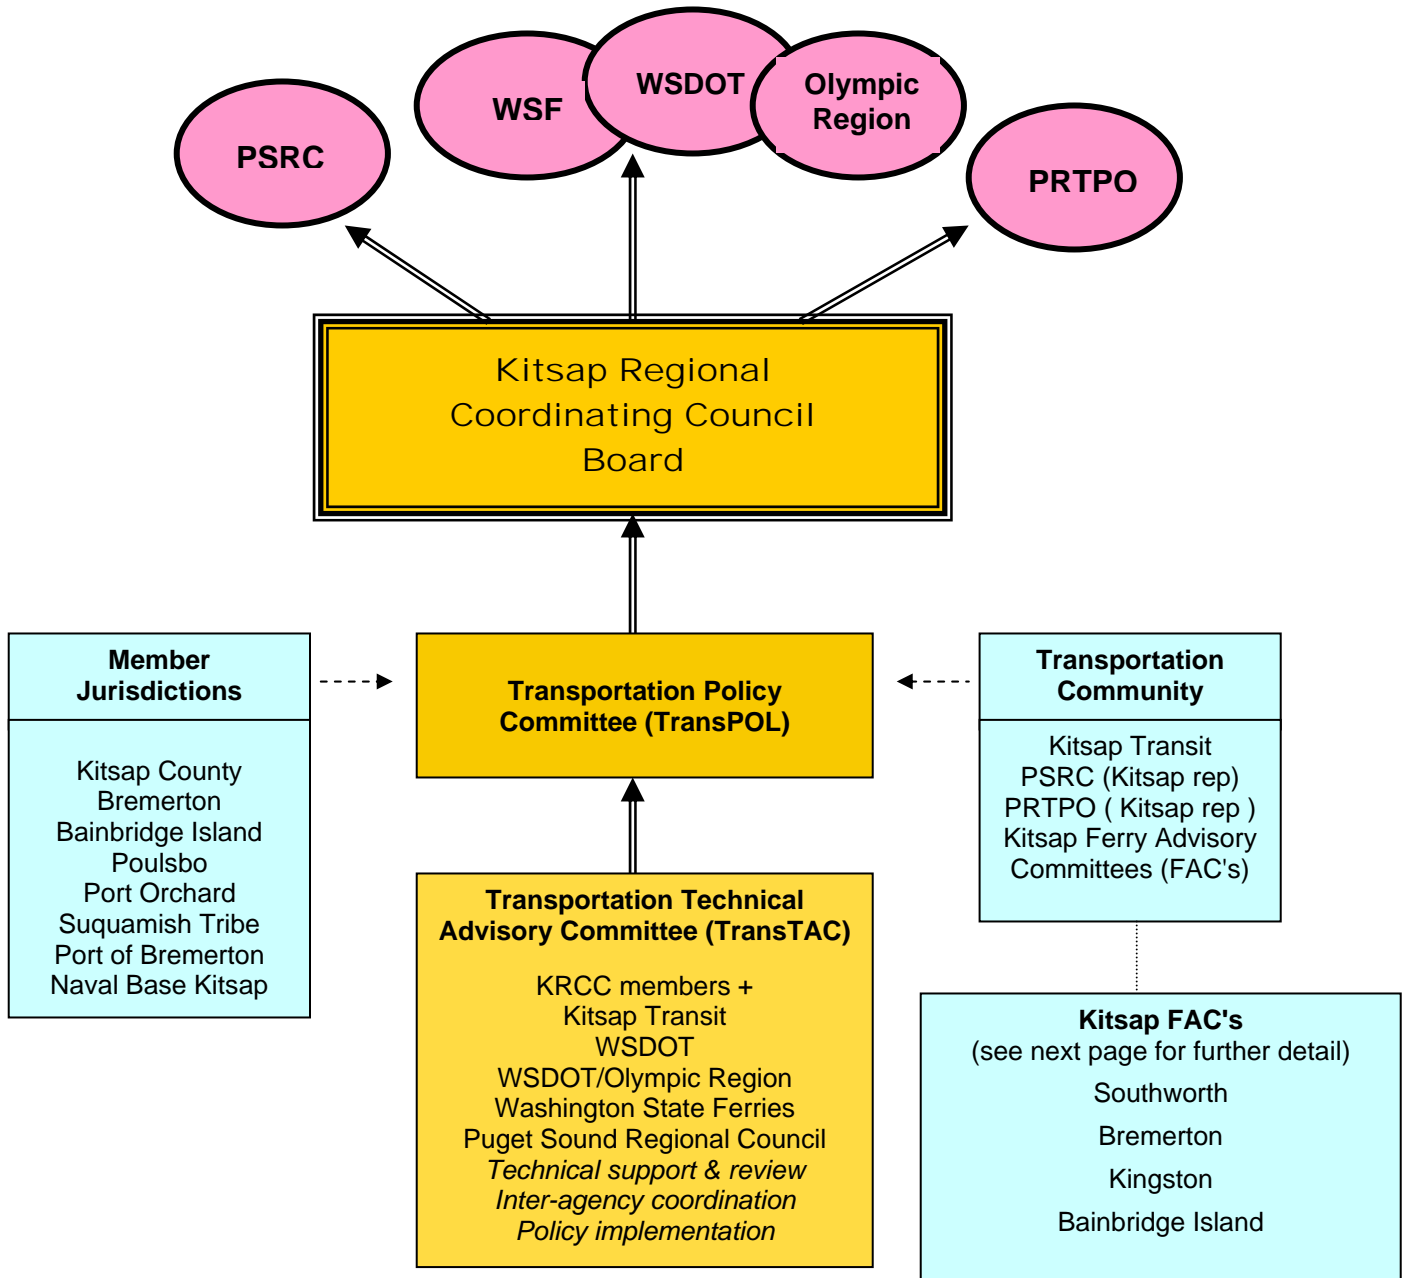 PSRC
WSF
WSDOT
Olympic
Region
PRTPO
Kitsap Regional
Coordinating Council
Board
Member
Jurisdictions
Kitsap County
Bremerton
Bainbridge Island
Poulsbo
Port Orchard
Suquamish Tribe
Port of Bremerton
Naval Base Kitsap
Transportation Policy
Committee (TransPOL)
Transportation
Community
Kitsap Transit
PSRC (Kitsap rep)
PRTPO ( Kitsap rep )
Kitsap Ferry Advisory
Committees (FAC's)
Transportation Technical
Advisory Committee (TransTAC)
KRCC members +
Kitsap Transit
WSDOT
WSDOT/Olympic Region
Washington State Ferries
Puget Sound Regional Council
Technical support & review
Inter-agency coordination
Policy implementation
Kitsap FAC's
(see next page for further detail)
Southworth
Bremerton
Kingston
Bainbridge Island